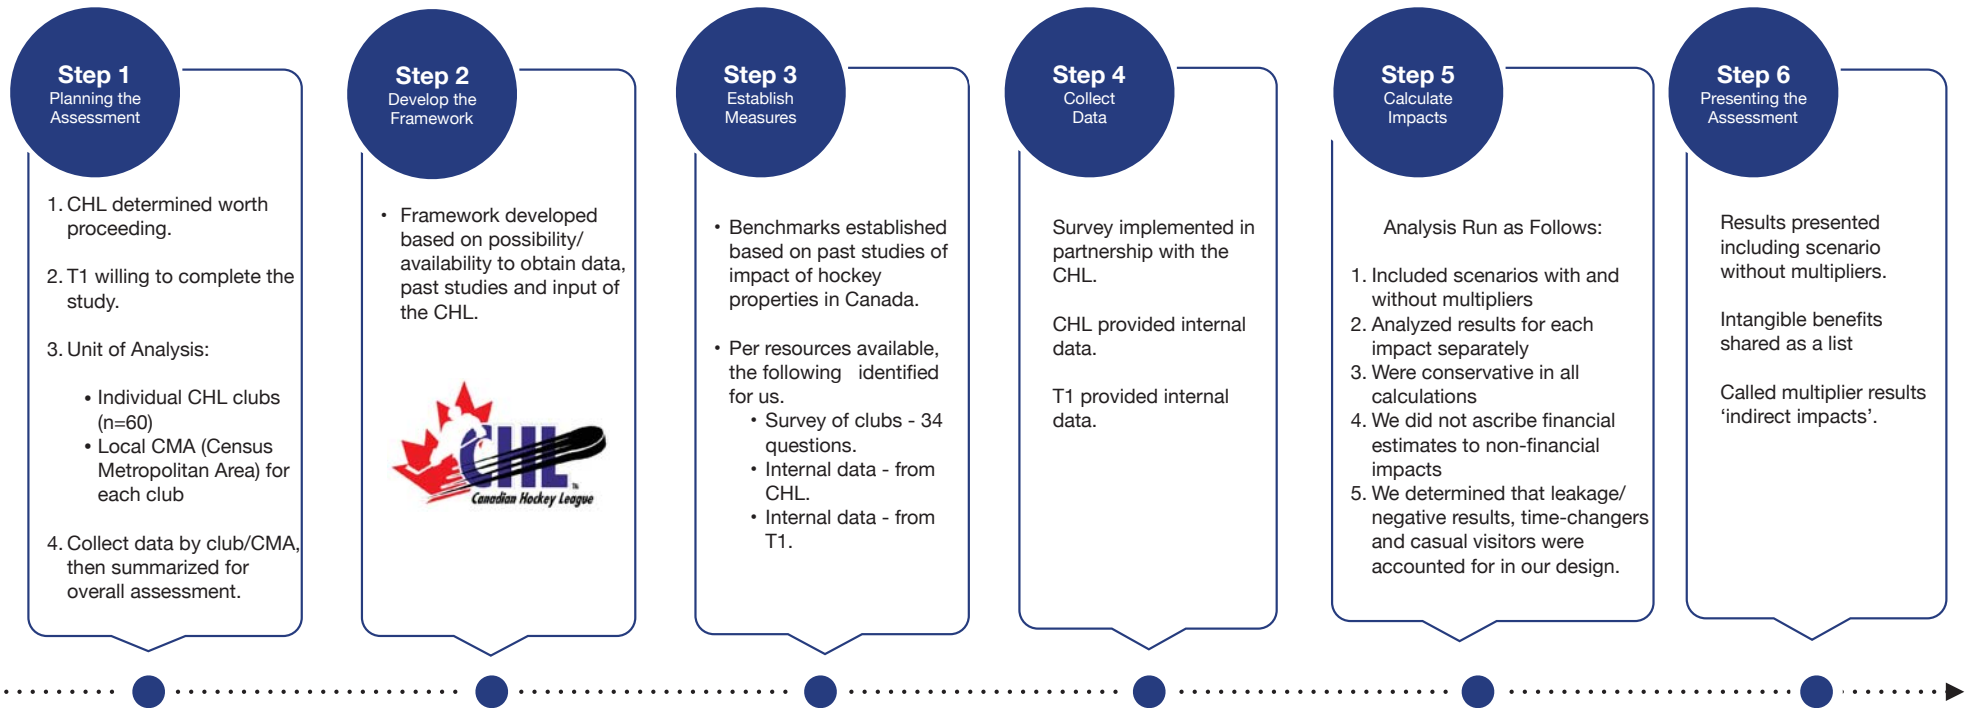 Step 1
Planning the
Assessment
1. CHL determined worth
proceeding.
2. T1 willing to complete the
study.
3. Unit of Analysis:
• Individual CHL clubs
(n=60)
• Local CMA (Census
Metropolitan Area) for
each club
4. Collect data by club/CMA,
then summarized for
overall assessment.
Step 2
Develop the
Framework
• Framework developed
based on possibility/
availability to obtain data,
past studies and input of
the CHL.
CHL
TM
Canadian Hockey League
Step 3
Establish
Measures
• Benchmarks established
based on past studies of
impact of hockey
properties in Canada.
• Per resources available,
the following identified
for us.
• Survey of clubs - 34
questions.
• Internal data - from
CHL.
• Internal data - from
T1.
Step 4
Collect
Data
Survey implemented in
partnership with the
CHL.
CHL provided internal
data.
T1 provided internal
data.
Step 5
Calculate
Impacts
Analysis Run as Follows:
1. Included scenarios with and
without multipliers
2. Analyzed results for each
impact separately
3. Were conservative in all
calculations
4. We did not ascribe financial
estimates to non-financial
impacts
5. We determined that leakage/
negative results, time-changers
and casual visitors were
accounted for in our design.
Step 6
Presenting the
Assessment
Results presented
including scenario
without multipliers.
Intangible benefits
shared as a list
Called multiplier results
‘indirect impacts’.